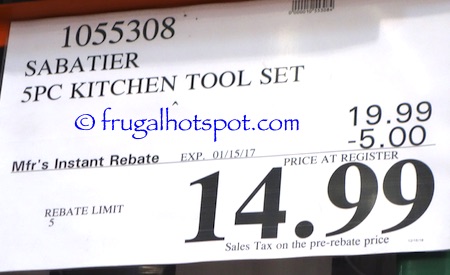 1055308
SABATIER
5PC KITCHEN TOOL SET
© frugalhotspot.com
19.99
-5.00
Mfr's Instant Rebate EXP. 01/15/17
PRICE AT REGISTER
14.99
REBATE LIMIT
5
Sales Tax on the pre-rebate price